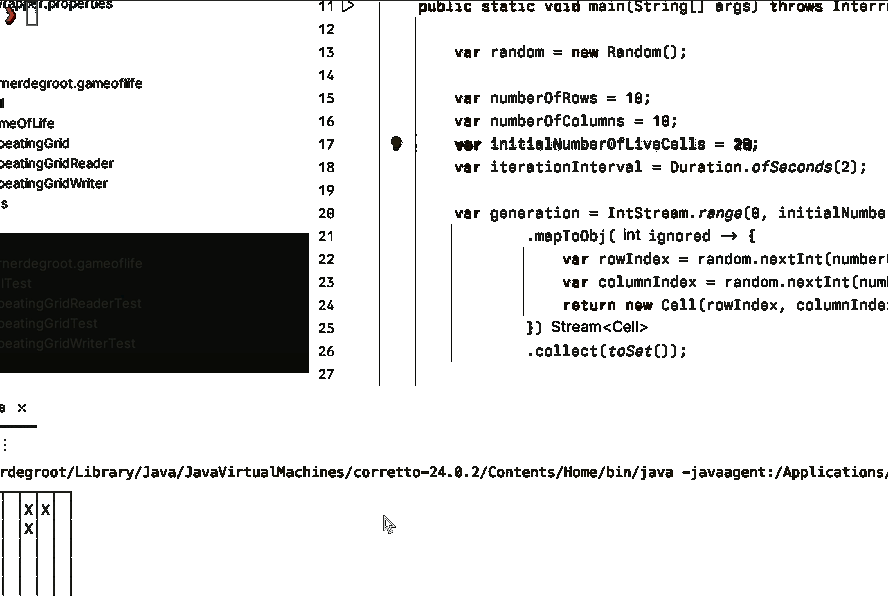 rapper.properties
nerdegroot.gameoflife
meOfLife
peatingGrid
peatingGridReader
peatingGridWriter
s
nerdegroot.gameoflife
lTest
peatingGridReaderTest
peatingGridTest
peatingGridWriterTest
11 public static void main(String[] args) throws Interr
12
13 var random = new Random();
14
15 var numberOfRows = 10;
16 var numberOfColumns = 10;
17 var initialNumberOfLiveCells = 20;
18 var iterationInterval = Duration.ofSeconds(2);
19
20 var generation = IntStream.range(0, initialNumbe
21 .mapToObj( int ignored → {
22 var rowIndex = random.nextInt(number
23 var columnIndex = random.nextInt(num
24 return new Cell(rowIndex, columnInde
25 }) Stream<Cell>
26 .collect(toSet());
27
e ×
rdegroot/Library/Java/JavaVirtualMachines/corretto-24.0.2/Contents/Home/bin/java -javaagent:/Applications/
X X
X